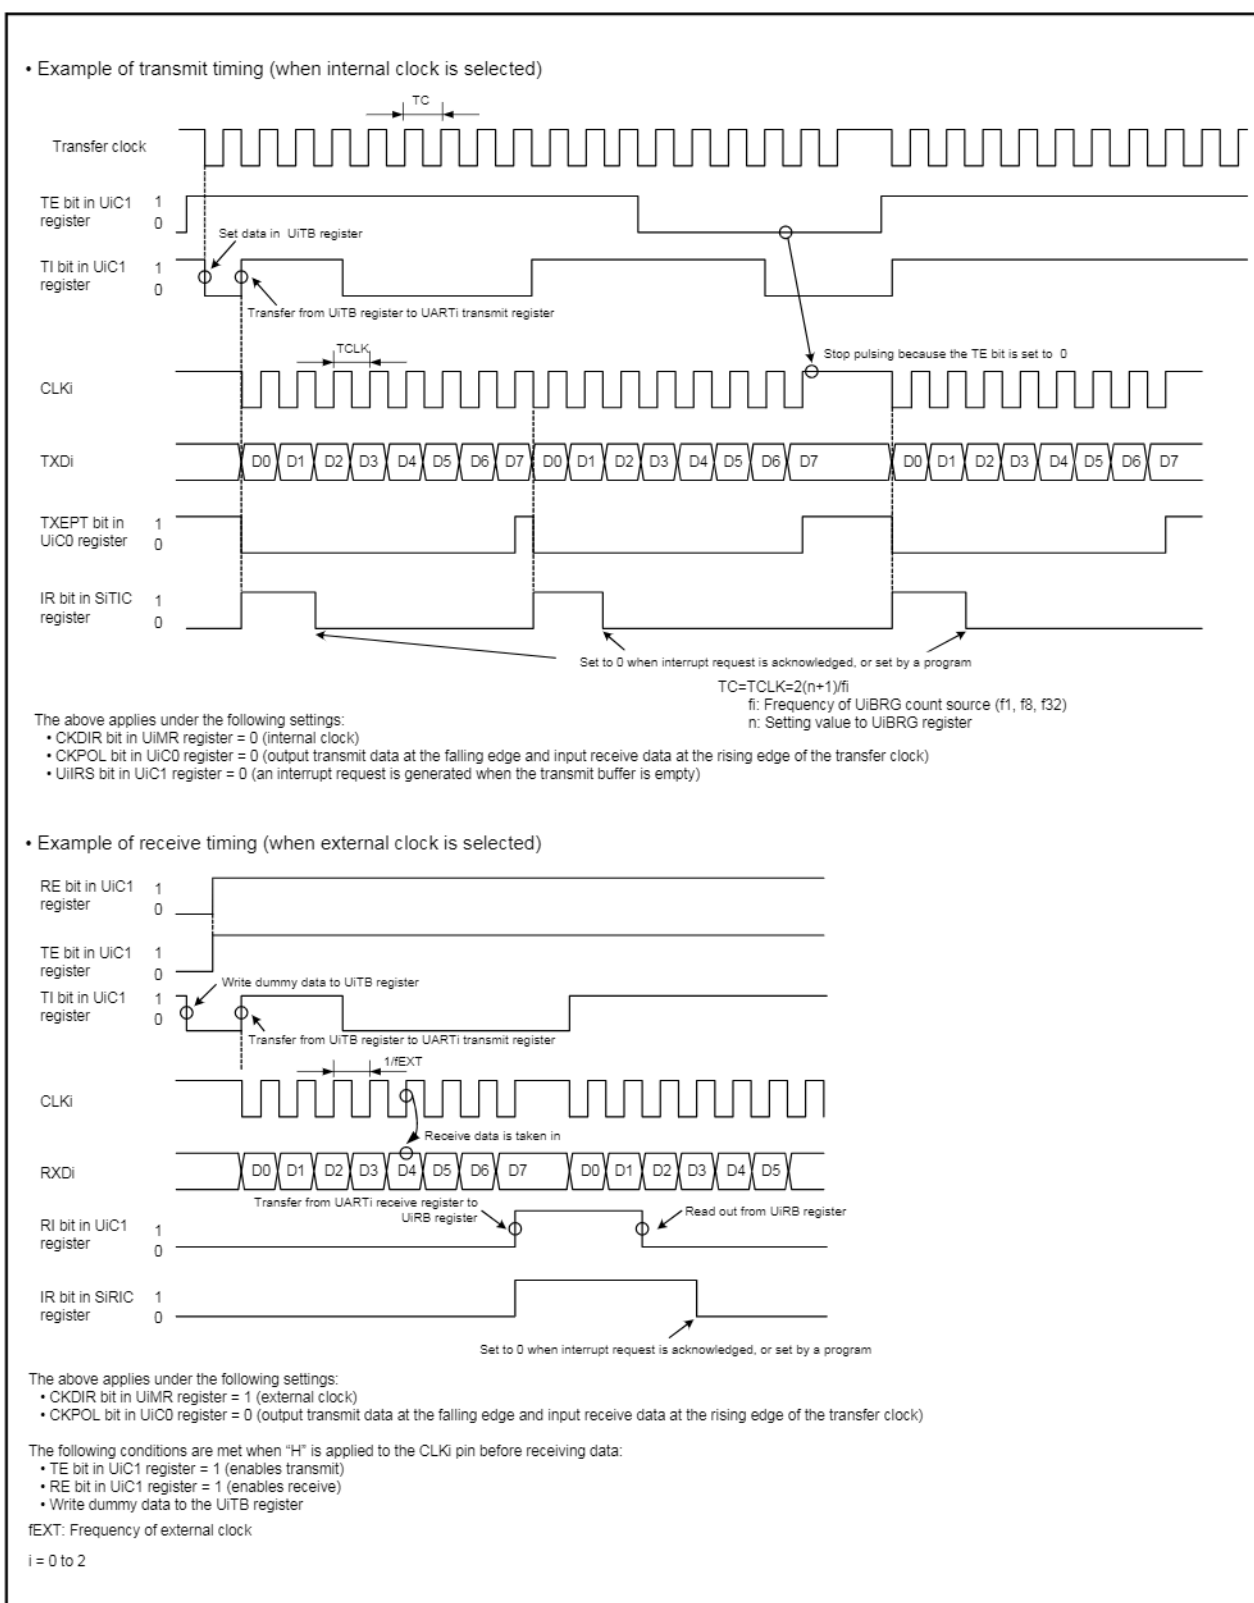 • Example of transmit timing (when internal clock is selected)
TC
Transfer clock
TE bit in UiC1 1
register 0
Set data in UiTB register
TI bit in UiC1 1
register 0
Transfer from UiTB register to UARTi transmit register
TCLK
Stop pulsing because the TE bit is set to 0
CLKi
TXDi D0 D1 D2 D3 D4 D5 D6 D7 D0 D1 D2 D3 D4 D5 D6 D7 D0 D1 D2 D3 D4 D5 D6 D7
TXEPT bit in 1
UiC0 register 0
IR bit in SiTIC 1
register 0
Set to 0 when interrupt request is acknowledged, or set by a program
TC=TCLK=2(n+1)/fi
fi: Frequency of UiBRG count source (f1, f8, f32)
n: Setting value to UiBRG register
The above applies under the following settings:
• CKDIR bit in UiMR register = 0 (internal clock)
• CKPOL bit in UiC0 register = 0 (output transmit data at the falling edge and input receive data at the rising edge of the transfer clock)
• UiIRS bit in UiC1 register = 0 (an interrupt request is generated when the transmit buffer is empty)
• Example of receive timing (when external clock is selected)
RE bit in UiC1 1
register 0
TE bit in UiC1 1
register 0
Write dummy data to UiTB register
TI bit in UiC1 1
register 0
Transfer from UiTB register to UARTi transmit register
1/fEXT
CLKi
Receive data is taken in
RXDi D0 D1 D2 D3 D4 D5 D6 D7 D0 D1 D2 D3 D4 D5
Transfer from UARTi receive register to
UiRB register
Read out from UiRB register
RI bit in UiC1 1
register 0
IR bit in SiRIC 1
register 0
Set to 0 when interrupt request is acknowledged, or set by a program
The above applies under the following settings:
• CKDIR bit in UiMR register = 1 (external clock)
• CKPOL bit in UiC0 register = 0 (output transmit data at the falling edge and input receive data at the rising edge of the transfer clock)
The following conditions are met when “H” is applied to the CLKi pin before receiving data:
• TE bit in UiC1 register = 1 (enables transmit)
• RE bit in UiC1 register = 1 (enables receive)
• Write dummy data to the UiTB register
fEXT: Frequency of external clock
i = 0 to 2